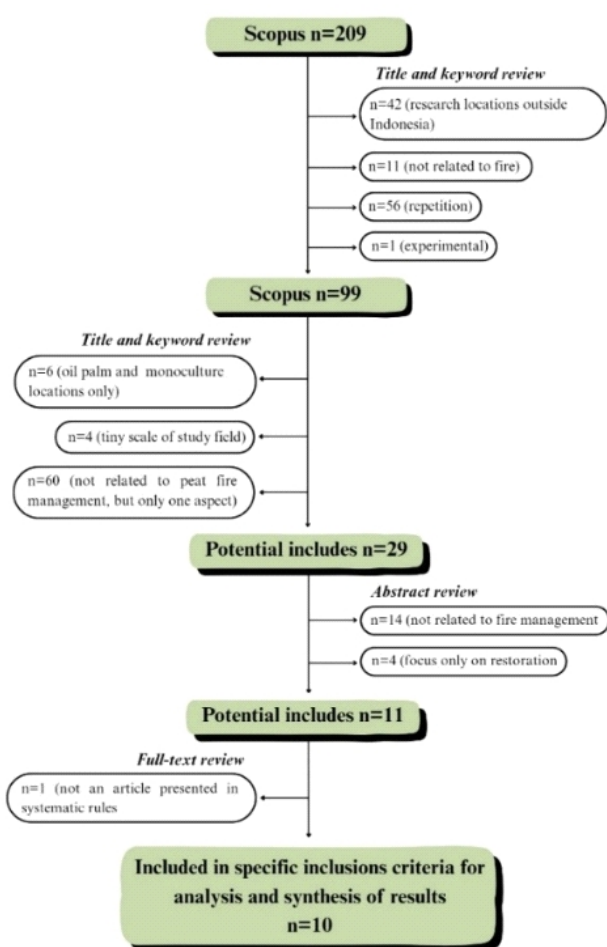 Scopus n=209
Title and keyword review
n=42 (research locations outside
Indonesia)
n=11 (not related to fire)
n=56 (repetition)
n=1 (experimental)
Scopus n=99
Title and keyword review
n=6 (oil palm and monoculture
locations only)
n=4 (tiny scale of study field)
n=60 (not related to peat fire
management, but only one aspect)
Potential includes n=29
Abstract review
n=14 (not related to fire management
n=4 (focus only on restoration
Potential includes n=11
Full-text review
n=1 (not an article presented in
systematic rules
Included in specific inclusions criteria for
analysis and synthesis of results
n=10